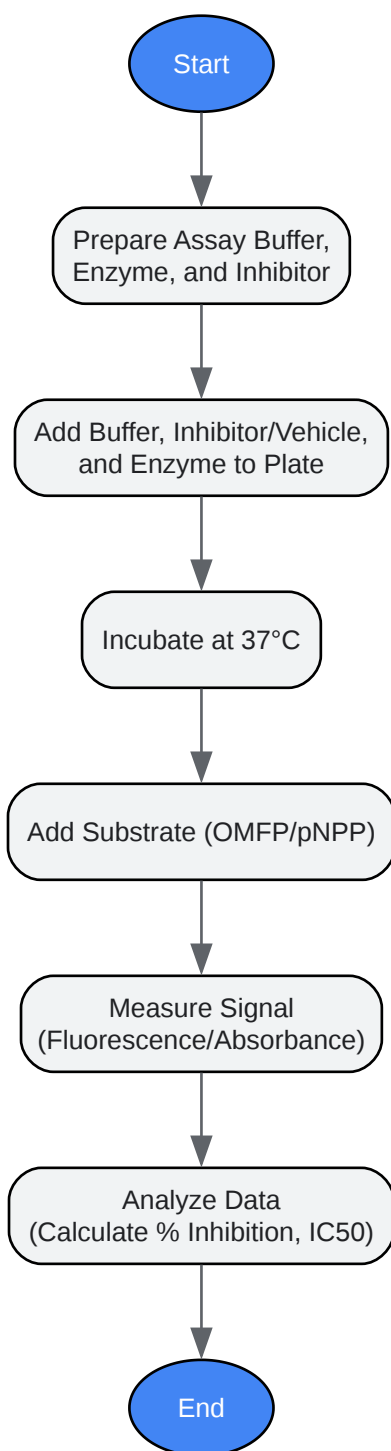 Start
Prepare Assay Buffer,
Enzyme, and Inhibitor
Add Buffer, Inhibitor/Vehicle,
and Enzyme to Plate
Incubate at 37°C
Add Substrate (OMFP/pNPP)
Measure Signal
(Fluorescence/Absorbance)
Analyze Data
(Calculate % Inhibition, IC50)
End